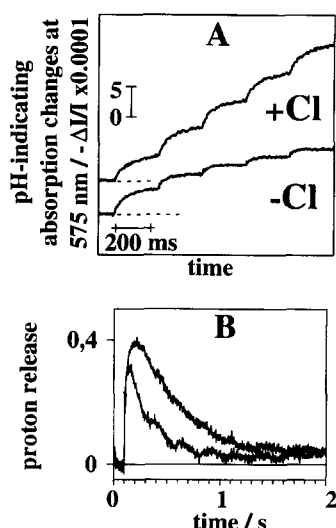 A
pH-indicating
absorption changes at
575 nm / -ΔI/I x0.0001
5
0
+Cl
-Cl
200 ms
time
B
proton release
0,4
0
0
1
2
time / s